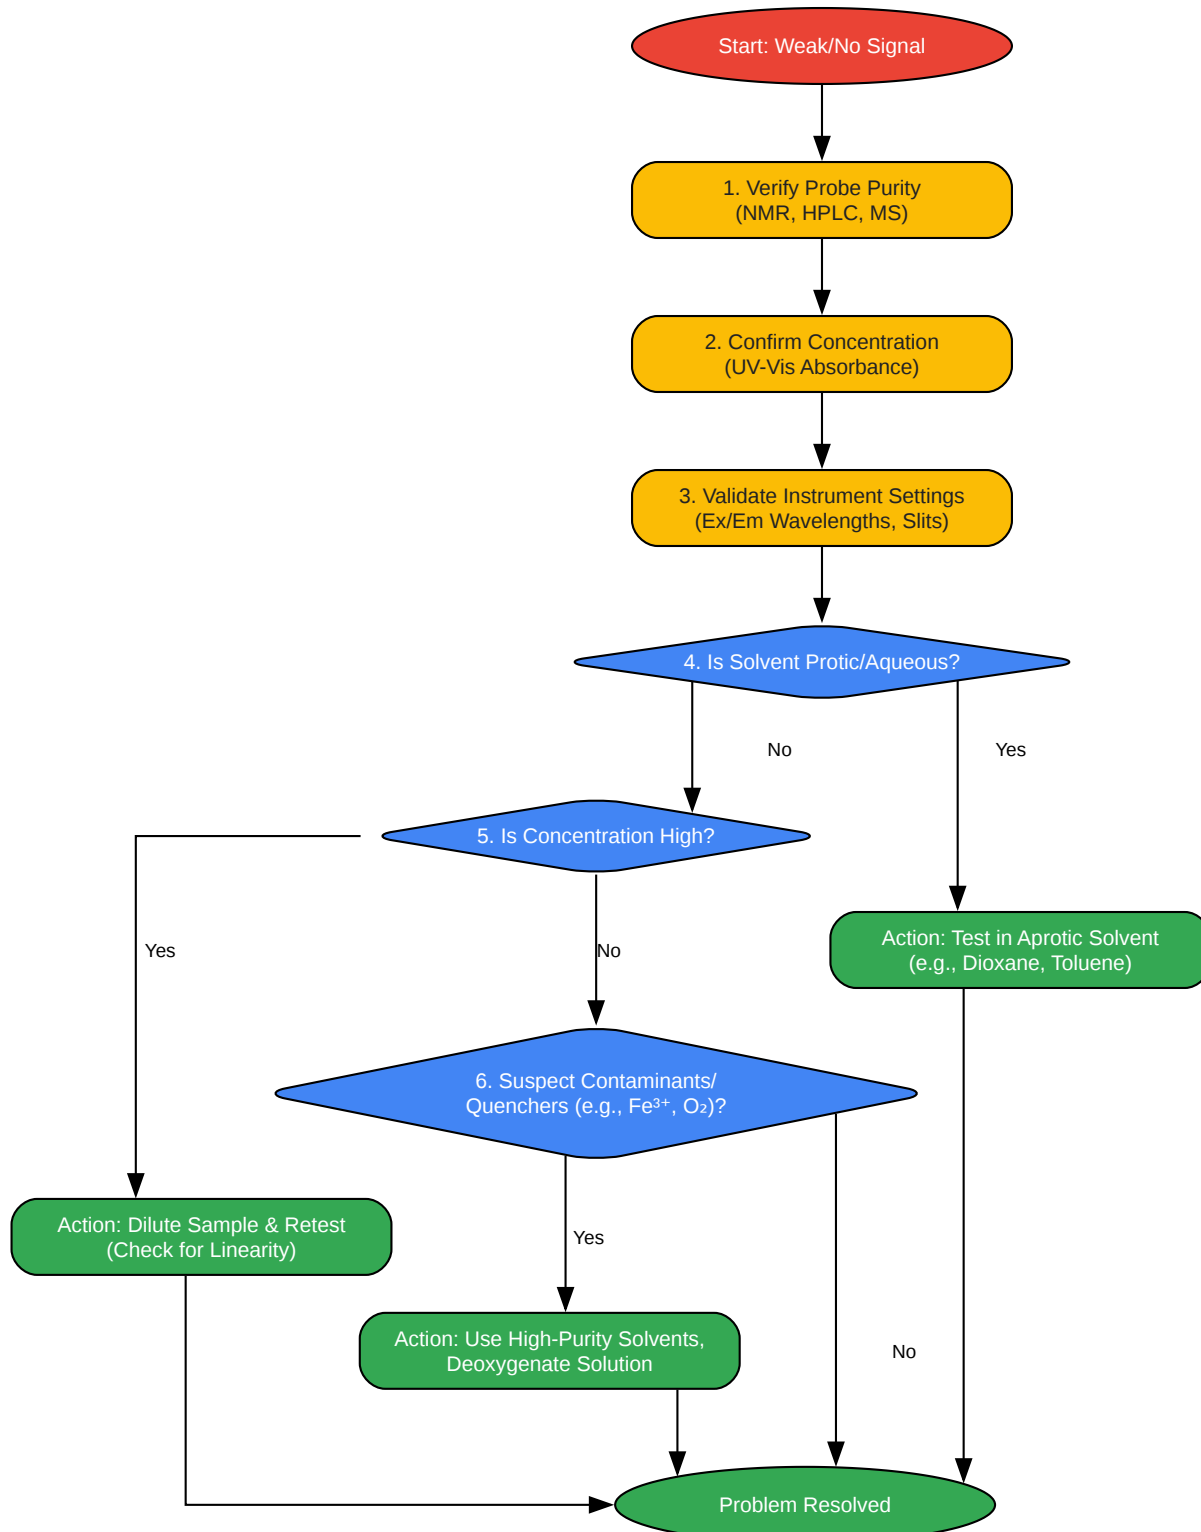 Start: Weak/No Signal
1. Verify Probe Purity
(NMR, HPLC, MS)
2. Confirm Concentration
(UV-Vis Absorbance)
3. Validate Instrument Settings
(Ex/Em Wavelengths, Slits)
4. Is Solvent Protic/Aqueous?
No
Yes
5. Is Concentration High?
Yes
No
Action: Test in Aprotic Solvent
(e.g., Dioxane, Toluene)
6. Suspect Contaminants/
Quenchers (e.g., Fe³⁺, O₂)?
Action: Dilute Sample & Retest
(Check for Linearity)
Yes
Action: Use High-Purity Solvents,
Deoxygenate Solution
No
Problem Resolved